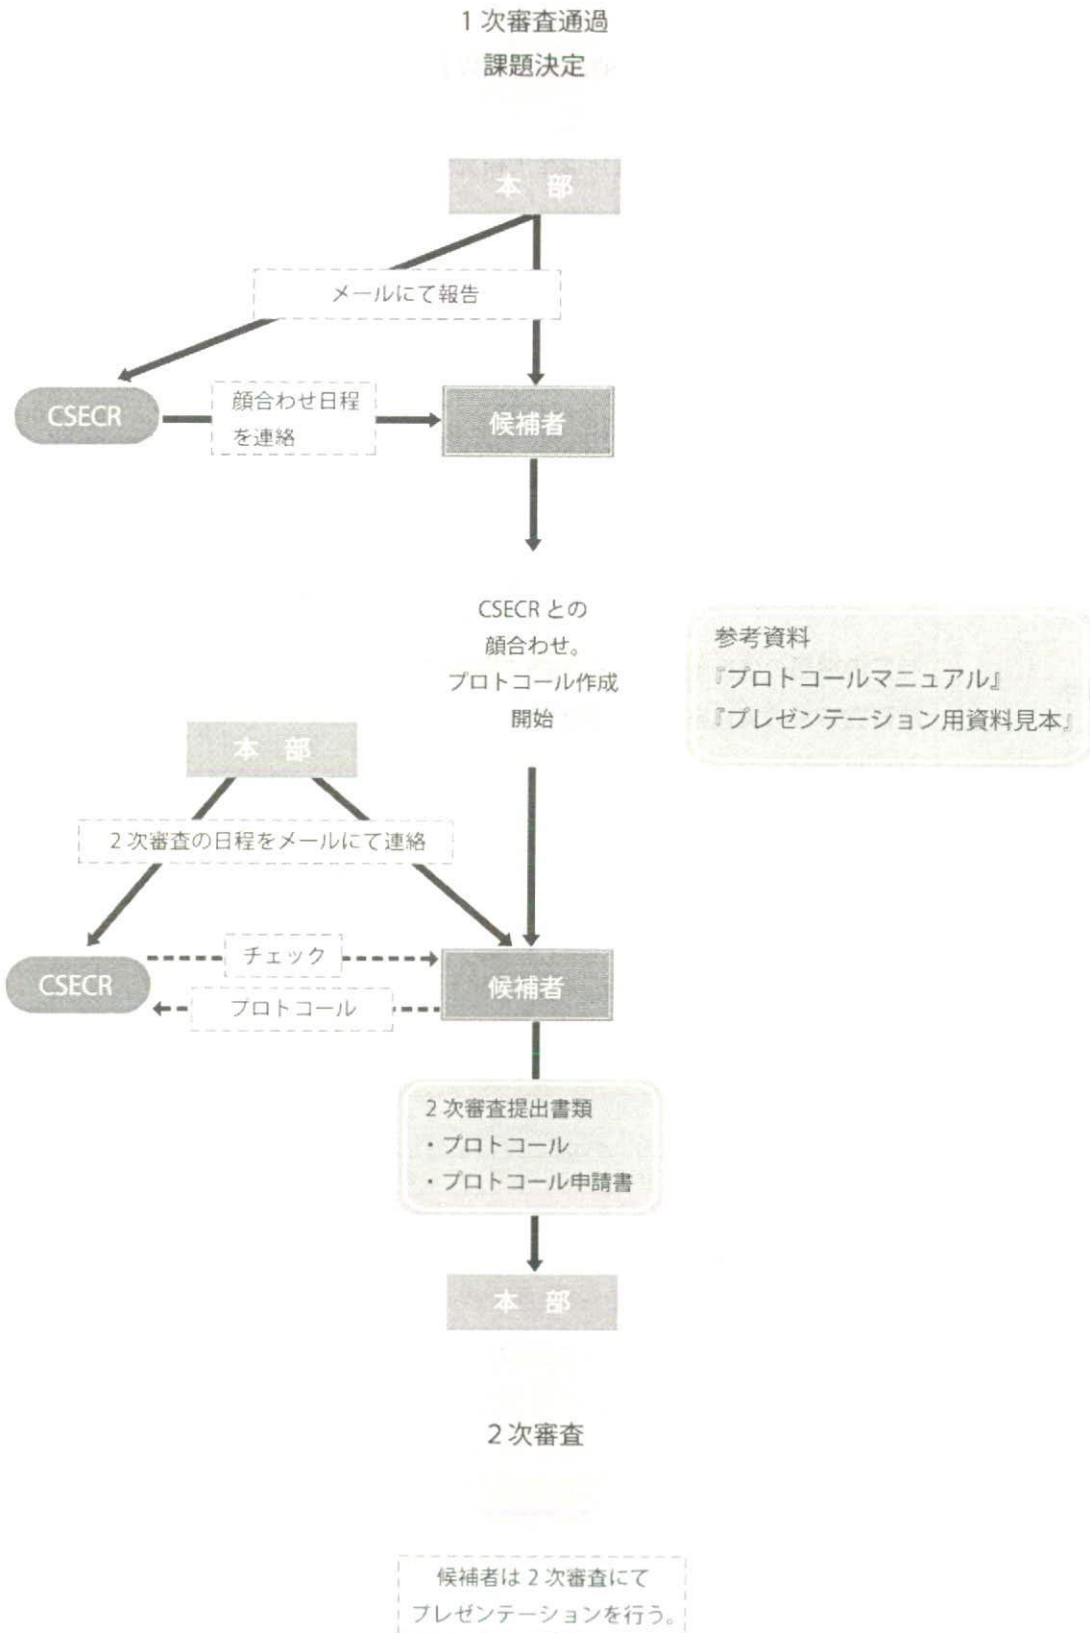 1 次審査通過
課題決定
本 部
メールにて報告
CSECR
顔合わせ日程
を連絡
候補者
CSECR との
顔合わせ。
プロトコール作成
開始
参考資料
『プロトコールマニュアル』
『プレゼンテーション用資料見本』
本 部
2 次審査の日程をメールにて連絡
CSECR
チェック
プロトコール
候補者
2 次審査提出書類
・プロトコール
・プロトコール申請書
本 部
2 次審査
候補者は 2 次審査にて
プレゼンテーションを行う。